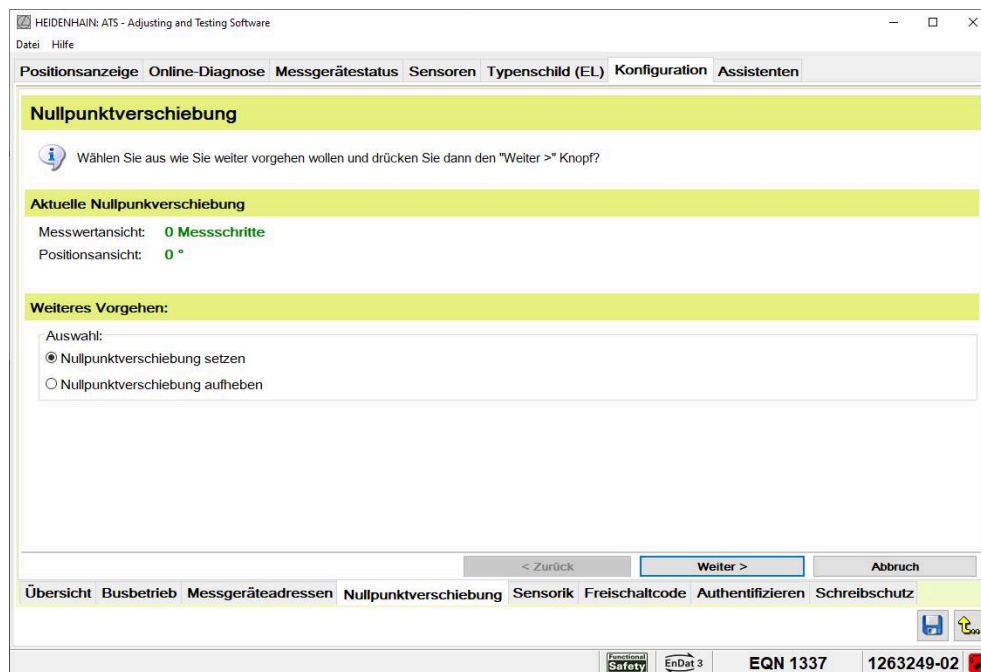 HEIDENHAIN: ATS - Adjusting and Testing Software
Datei Hilfe
Positionsanzeige Online-Diagnose Messgerätestatus Sensoren Typenschild (EL) Konfiguration Assistenten
Nullpunktverschiebung
Wählen Sie aus wie Sie weiter vorgehen wollen und drücken Sie dann den "Weiter >" Knopf?
Aktuelle Nullpunkverschiebung
Messwertansicht: 0 Messschritte
Positionsansicht: 0 °
Weiteres Vorgehen:
Auswahl:
Nullpunktverschiebung setzen
Nullpunktverschiebung aufheben
< Zurück Weiter > Abbruch
Übersicht Busbetrieb Messgeräteadressen Nullpunktverschiebung Sensorik Freischaltcode Authentifizieren Schreibschutz
Functional Safety EnDat 3 EQN 1337 1263249-02